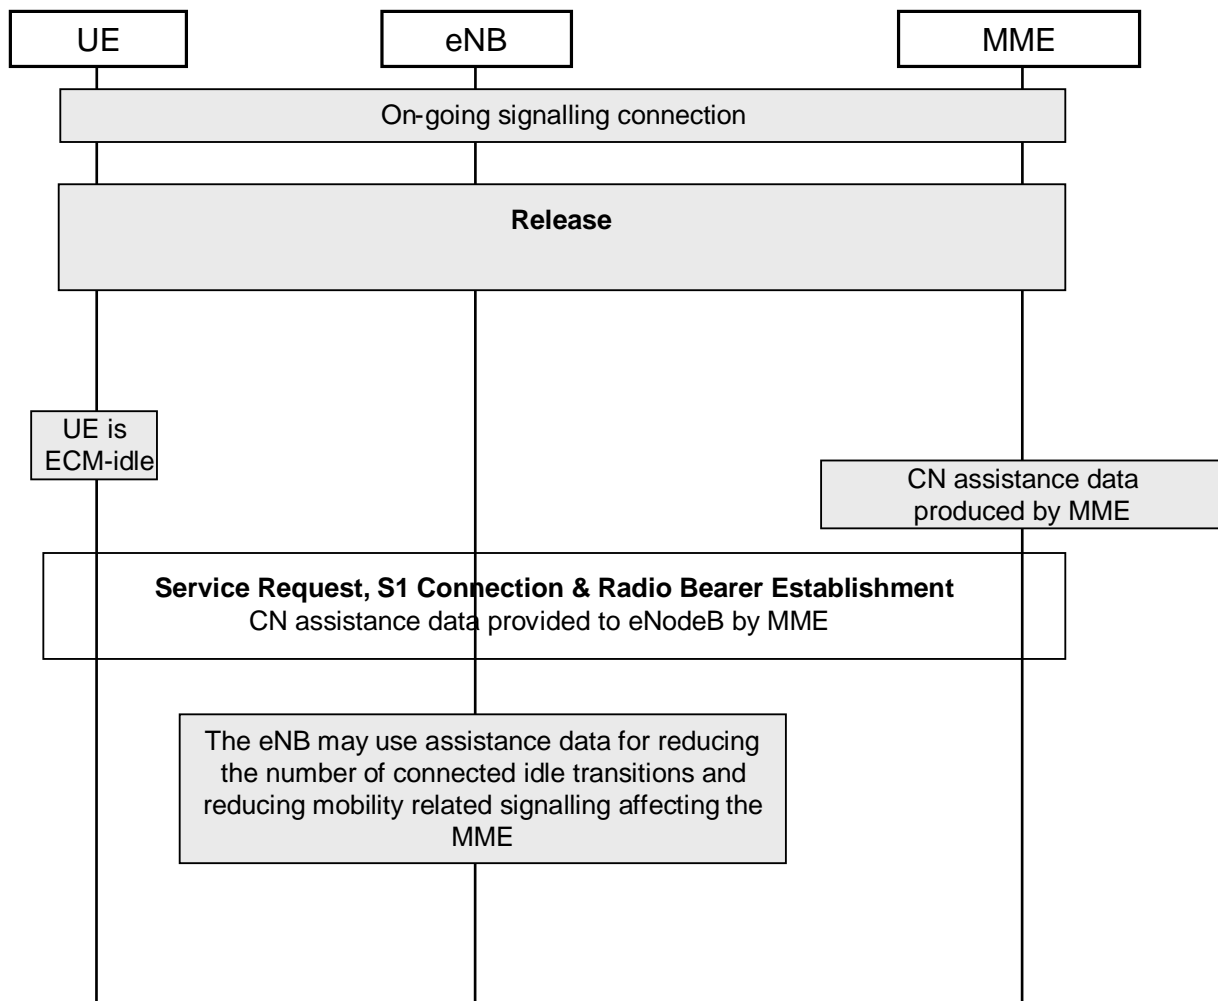 UE
eNB
MME
On-going signalling connection
Release
UE is
ECM-idle
CN assistance data
produced by MME
Service Request, S1 Connection & Radio Bearer Establishment
CN assistance data provided to eNodeB by MME
The eNB may use assistance data for reducing
the number of connected idle transitions and
reducing mobility related signalling affecting the
MME